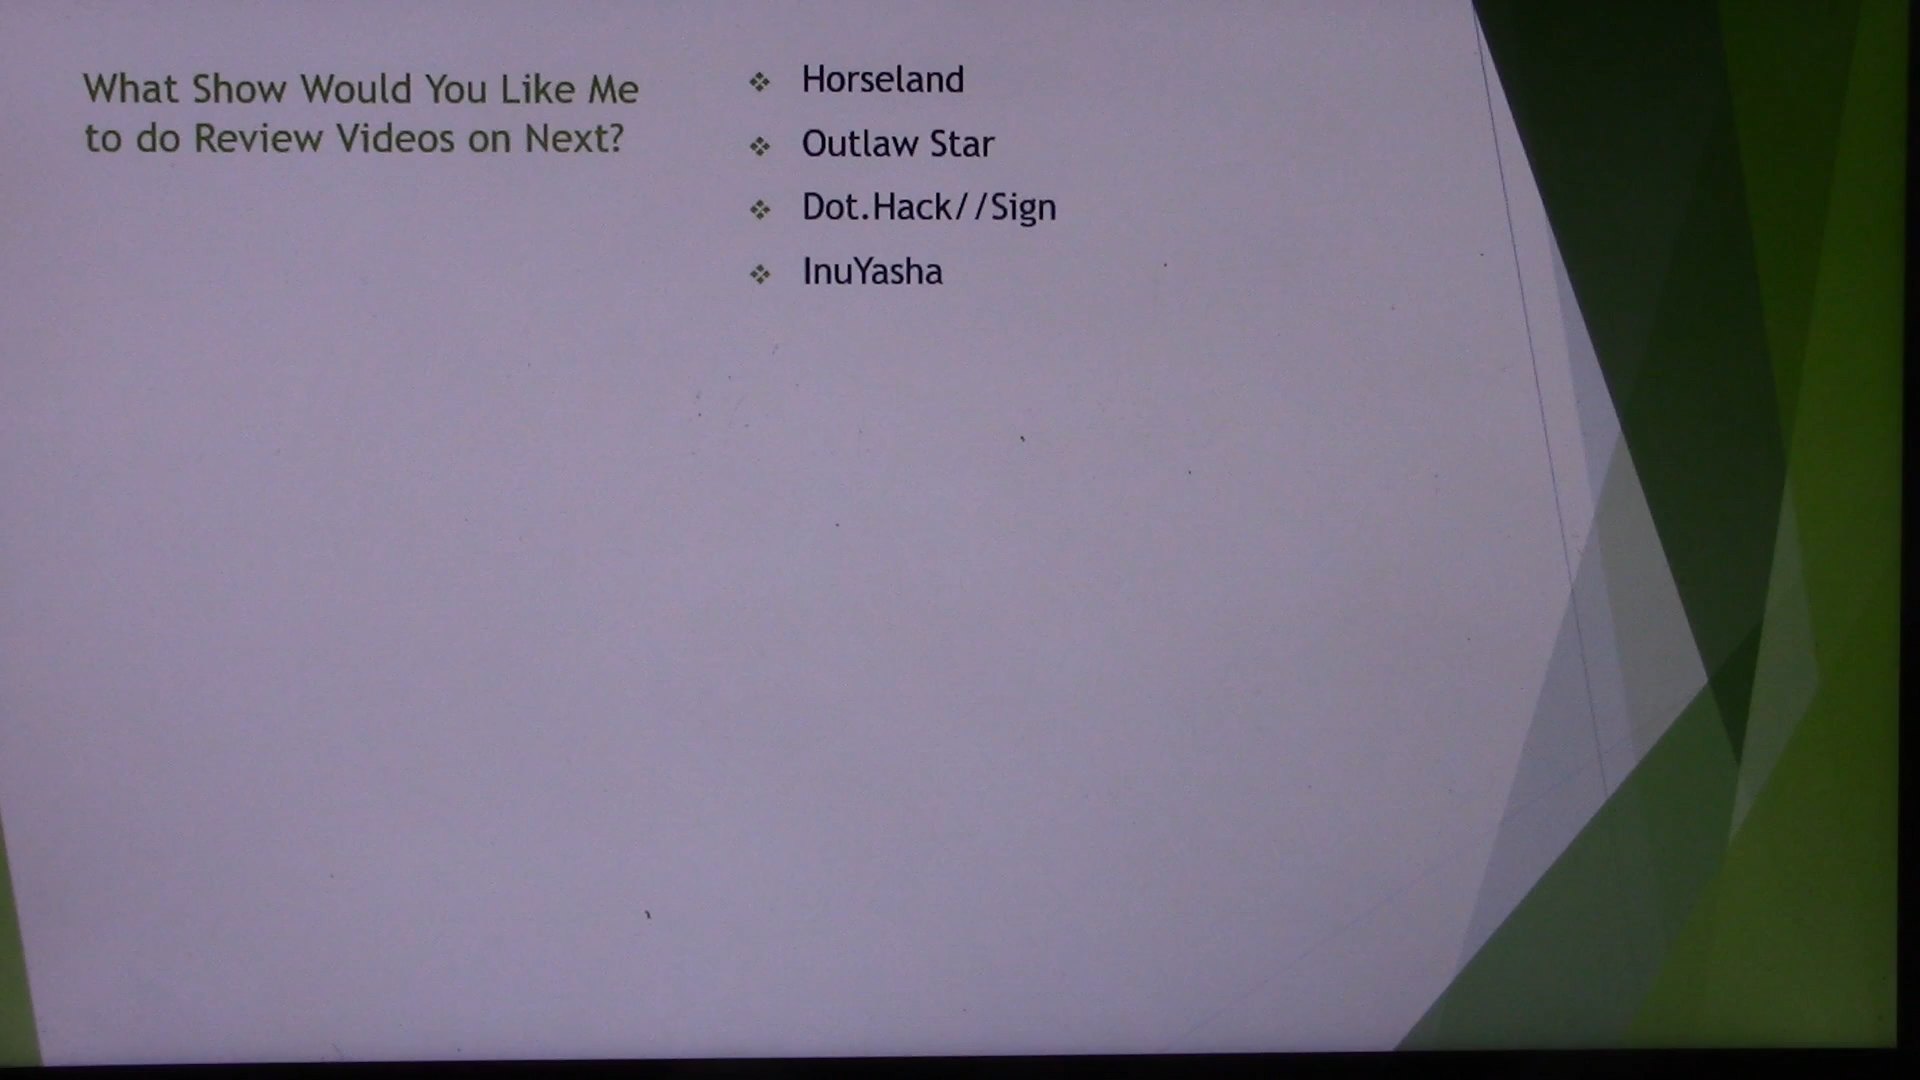 What Show Would You Like Me
to do Review Videos on Next?
Horseland
Outlaw Star
Dot.Hack//Sign
InuYasha